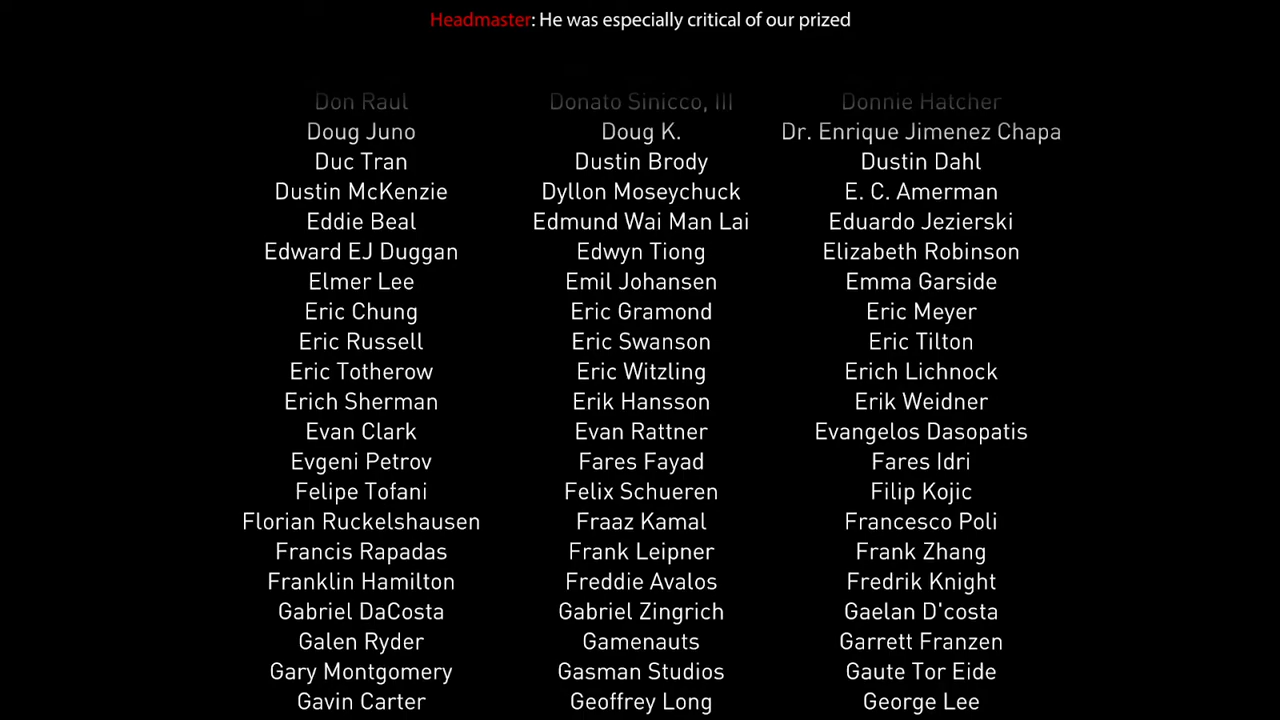 Headmaster: He was especially critical of our prized
Don Raul Donato Sinicco, III Donnie Hatcher
Doug Juno Doug K. Dr. Enrique Jimenez Chapa
Duc Tran Dustin Brody Dustin Dahl
Dustin McKenzie Dyllon Moseychuck E. C. Amerman
Eddie Beal Edmund Wai Man Lai Eduardo Jezierski
Edward EJ Duggan Edwyn Tiong Elizabeth Robinson
Elmer Lee Emil Johansen Emma Garside
Eric Chung Eric Gramond Eric Meyer
Eric Russell Eric Swanson Eric Tilton
Eric Totherow Eric Witzling Erich Lichnock
Erich Sherman Erik Hansson Erik Weidner
Evan Clark Evan Rattner Evangelos Dasopatis
Evgeni Petrov Fares Fayad Fares Idri
Felipe Tofani Felix Schueren Filip Kojic
Florian Ruckelshausen Fraaz Kamal Francesco Poli
Francis Rapadas Frank Leipner Frank Zhang
Franklin Hamilton Freddie Avalos Fredrik Knight
Gabriel DaCosta Gabriel Zingrich Gaelan D'costa
Galen Ryder Gamenauts Garrett Franzen
Gary Montgomery Gasman Studios Gaute Tor Eide
Gavin Carter Geoffrey Long George Lee